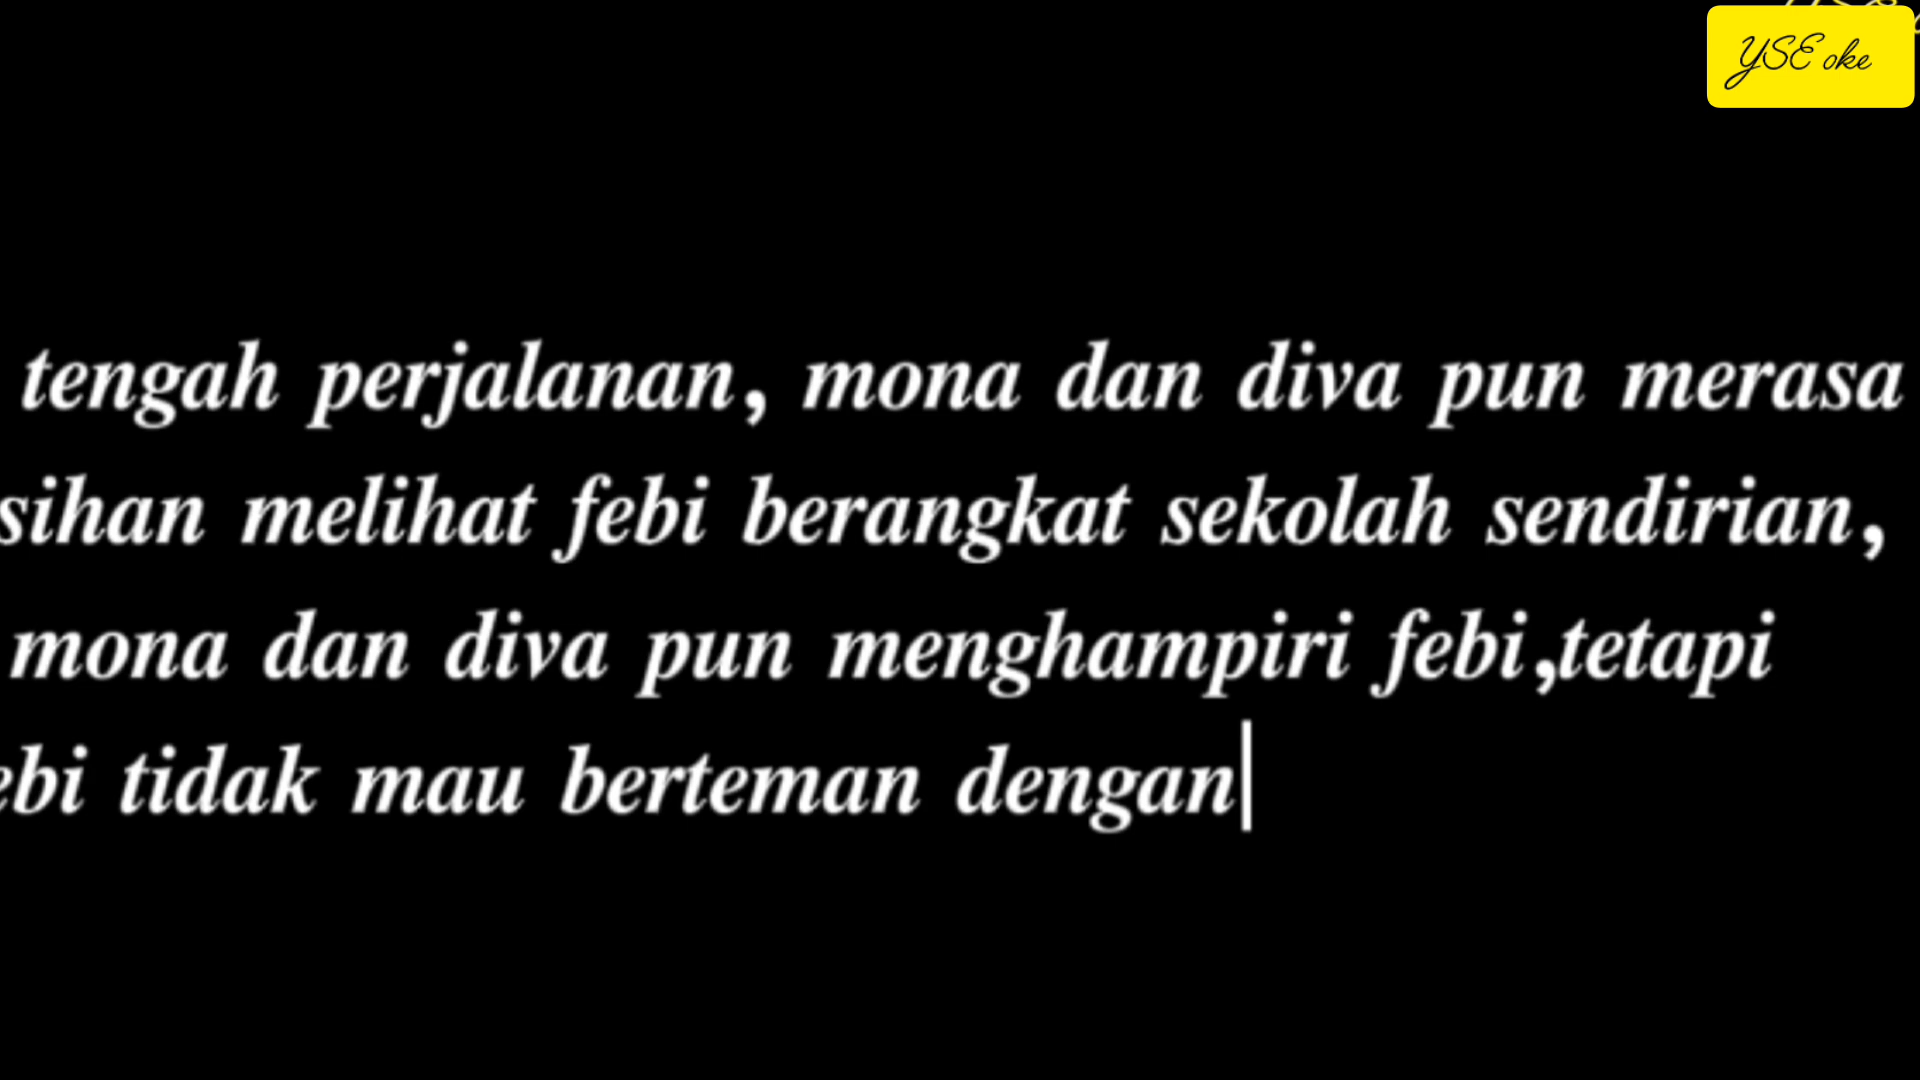 YSE oke
tengah perjalanan, mona dan diva pun merasa
sihan melihat febi berangkat sekolah sendirian,
mona dan diva pun menghampiri febi,tetapi
ebi tidak mau berteman dengan